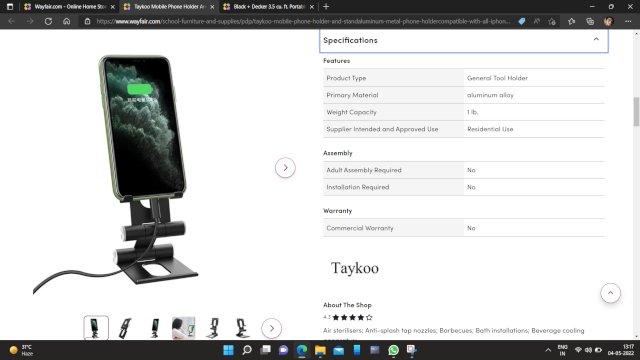 Wayfair.com - Online Home Stor
Taykoo Mobile Phone Holder An
Black + Decker 3.5 cu. ft. Portab
https://www.wayfair.com/school-furniture-and-supplies/pdp/taykoo-mobile-phone-holder-and-standaluminum-metal-phone-holdercompatible-with-all-iphon...
Specifications
Features
Product Type General Tool Holder
Primary Material aluminum alloy
Weight Capacity 1 lb.
Supplier Intended and Approved Use Residential Use
Assembly
Adult Assembly Required No
Installation Required No
Warranty
Commercial Warranty No
Taykoo
About The Shop
4.3
Air sterilisers; Anti-splash tap nozzles; Barbecues; Bath installations; Beverage cooling
31°C
Haze
ENG
IN
13:17
04-05-2022